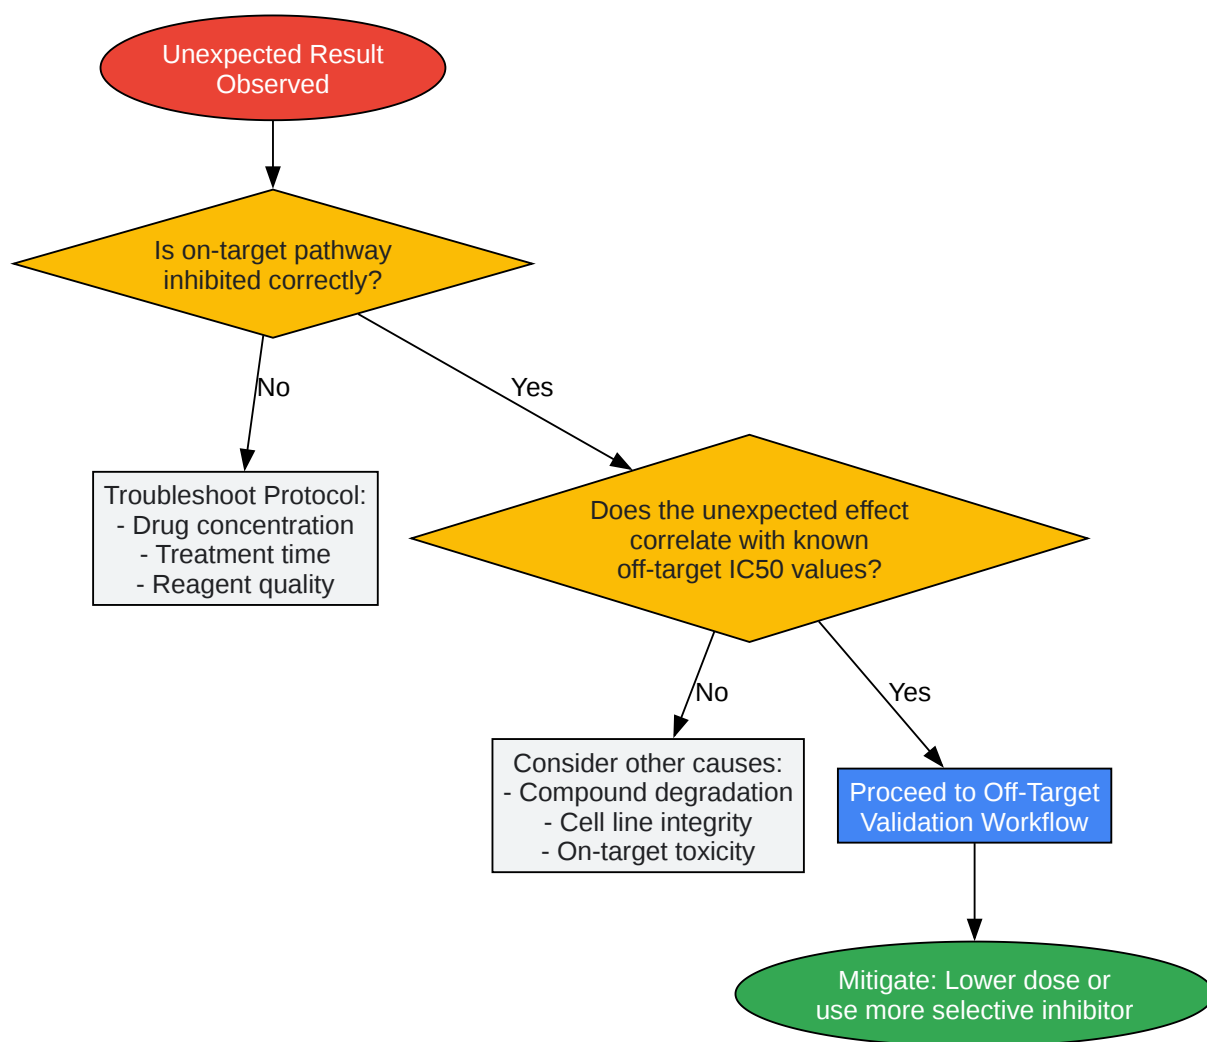 Unexpected Result
Observed
Is on-target pathway
inhibited correctly?
No
Yes
Troubleshoot Protocol:
- Drug concentration
- Treatment time
- Reagent quality
Does the unexpected effect
correlate with known
off-target IC50 values?
No
Yes
Consider other causes:
- Compound degradation
- Cell line integrity
- On-target toxicity
Proceed to Off-Target
Validation Workflow
Mitigate: Lower dose or
use more selective inhibitor